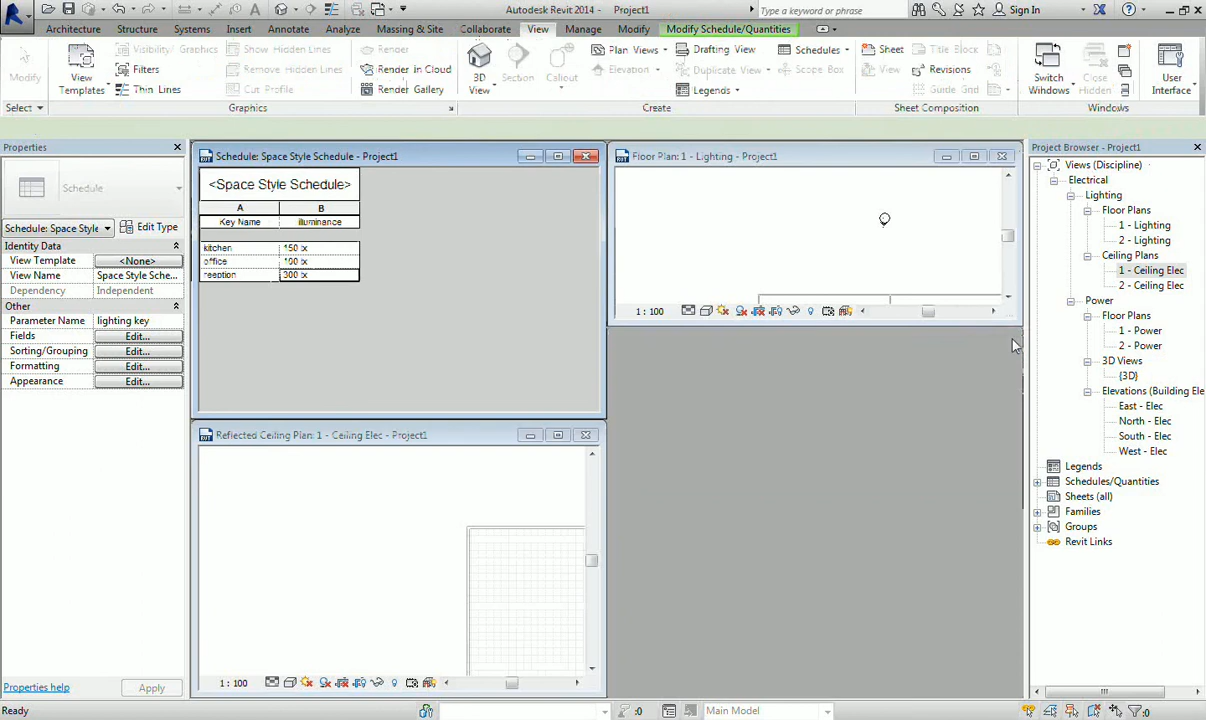 Autodesk Revit 2014 - Project1
Type a keyword or phrase
Sign In
Architecture Structure Systems Insert Annotate Analyze Massing & Site Collaborate View Manage Modify Modify Schedule/Quantities
Modify
View Templates
Visibility/ Graphics
Filters
Thin Lines
Show Hidden Lines
Remove Hidden Lines
Cut Profile
Render
Render in Cloud
Render Gallery
3D View
Section
Callout
Plan Views
Elevation
Drafting View
Duplicate View
Legends
Schedules
Scope Box
Sheet
View
Title Block
Revisions
Guide Grid
Switch Windows
Close Hidden
User Interface
Select
Graphics
Create
Sheet Composition
Windows
Properties
Schedule
Schedule: Space Style
Edit Type
Identity Data
View Template <None>
View Name Space Style Sche...
Dependency Independent
Other
Parameter Name lighting key
Fields Edit...
Sorting/Grouping Edit...
Formatting Edit...
Appearance Edit...
Properties help
Apply
Schedule: Space Style Schedule - Project1
<Space Style Schedule>
A B
Key Name illuminance
kitchen 150 lx
office 100 lx
reeption 300 lx
Floor Plan: 1 - Lighting - Project1
1 : 100
Reflected Ceiling Plan: 1 - Ceiling Elec - Project1
1 : 100
Project Browser - Project1
Views (Discipline)
Electrical
Lighting
Floor Plans
1 - Lighting
2 - Lighting
Ceiling Plans
1 - Ceiling Elec
2 - Ceiling Elec
Power
Floor Plans
1 - Power
2 - Power
3D Views
{3D}
Elevations (Building Ele
East - Elec
North - Elec
South - Elec
West - Elec
Legends
Schedules/Quantities
Sheets (all)
Families
Groups
Revit Links
Ready
:0
Main Model
:0